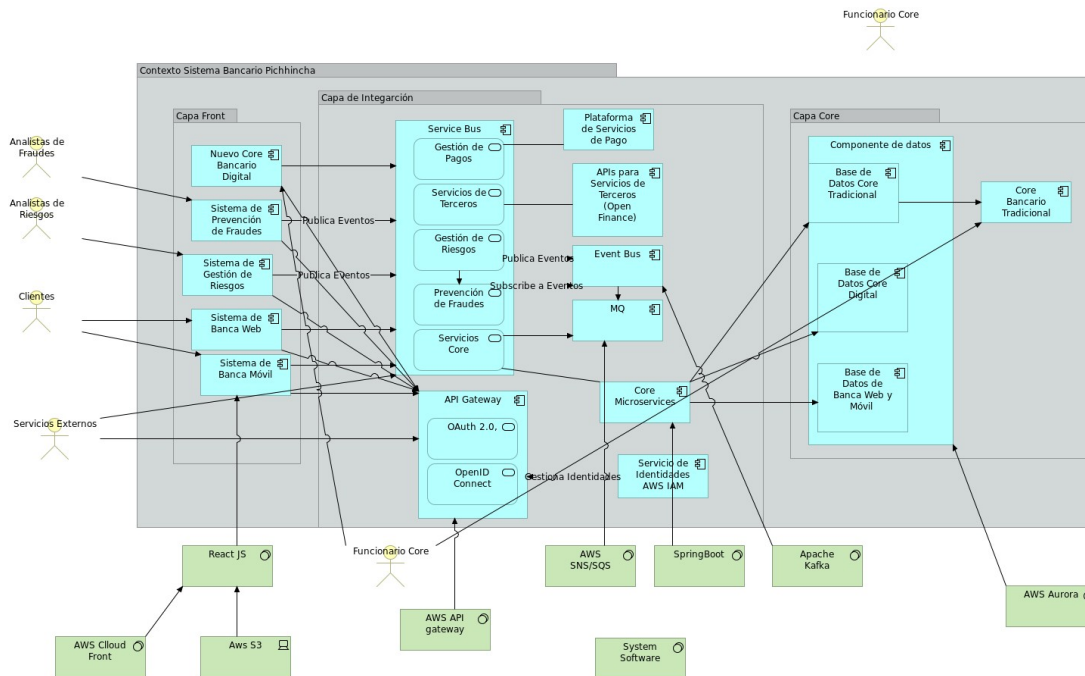 Funcionario Core
Contexto Sistema Bancario Pichhincha
Capa de Integarción
Capa Front
Capa Core
Analistas de
Fraudes
Analistas de
Riesgos
Clientes
Servicios Externos
Nuevo Core
Bancario
Digital
Sistema de
Prevención
de Fraudes
Sistema de
Gestión de
Riesgos
Sistema de
Banca Web
Sistema de
Banca Móvil
Publica Eventos
Publica Eventos
Service Bus
Gestión de
Pagos
Servicios de
Terceros
Gestión de
Riesgos
Prevención
de Fraudes
Servicios
Core
Plataforma
de Servicios
de Pago
APIs para
Servicios de
Terceros
(Open
Finance)
Publica Eventos
Event Bus
Subscribe a Eventos
MQ
API Gateway
OAuth 2.0,
OpenID
Connect
Core
Microservices
Servicio de
Identidades
AWS IAM
Gestiona Identidades
Componente de datos
Base de
Datos Core
Tradicional
Base de
Datos Core
Digital
Base de
Datos de
Banca Web y
Móvil
Core
Bancario
Tradicional
Funcionario Core
React JS
AWS Clloud
Front
Aws S3
AWS API
gateway
AWS
SNS/SQS
SpringBoot
Apache
Kafka
System
Software
AWS Aurora